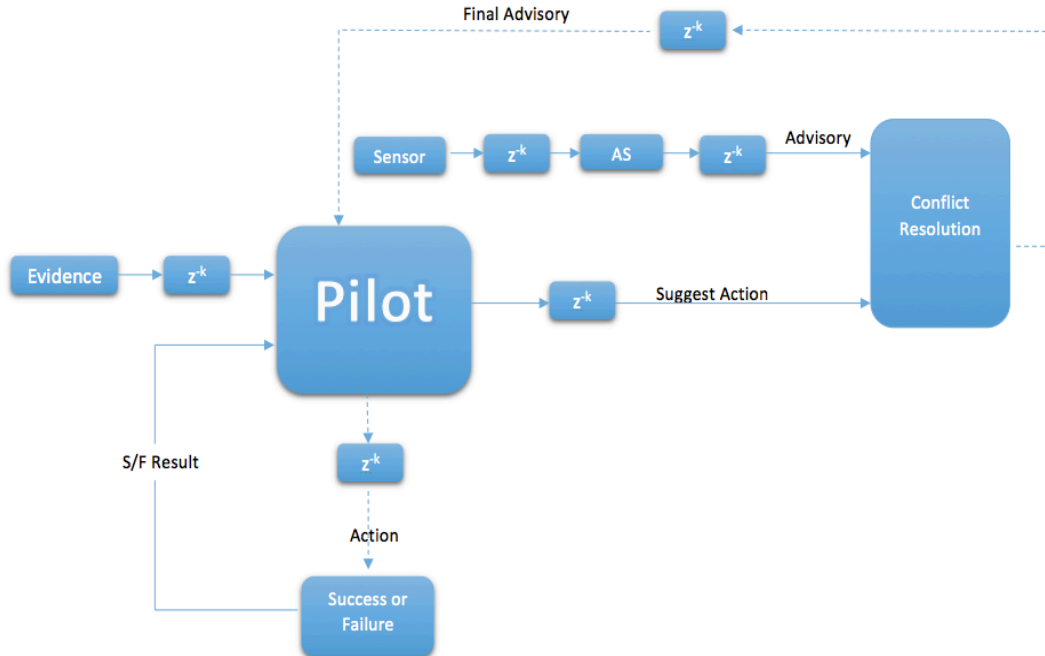 Final Advisory
z-k
Sensor
z-k
AS
z-k
Advisory
Conflict
Resolution
Evidence
z-k
Pilot
z-k
Suggest Action
z-k
S/F Result
Action
Success or
Failure